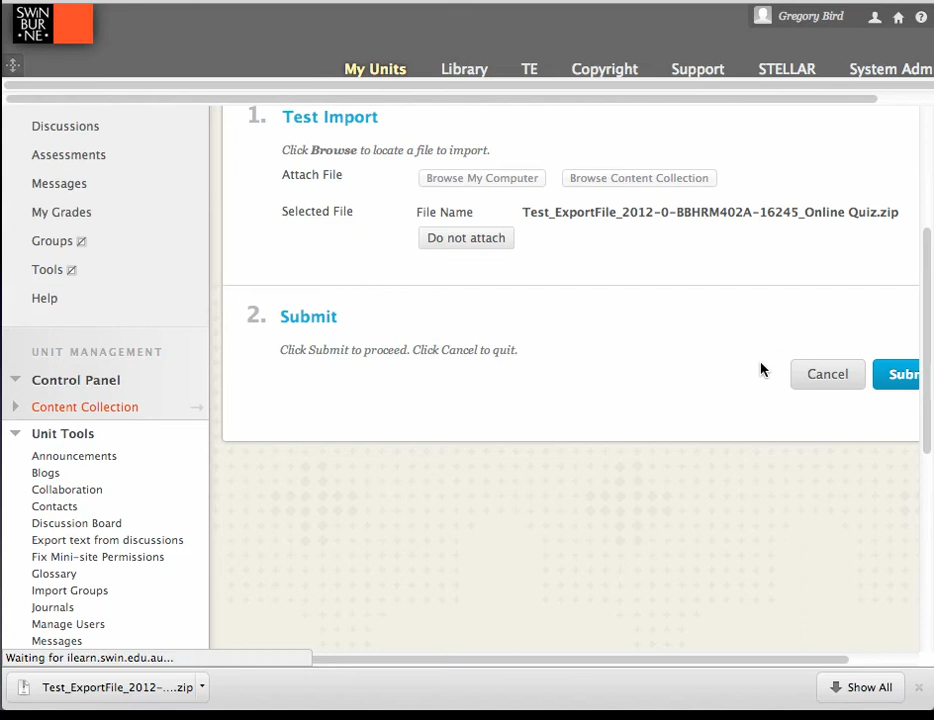 SWIN
BUR
• NE •
Gregory Bird
My Units Library TE Copyright Support STELLAR System Adm
Discussions
Assessments
Messages
My Grades
Groups
Tools
Help
UNIT MANAGEMENT
Control Panel
Content Collection
Unit Tools
Announcements
Blogs
Collaboration
Contacts
Discussion Board
Export text from discussions
Fix Mini-site Permissions
Glossary
Import Groups
Journals
Manage Users
Messages
1. Test Import
Click Browse to locate a file to import.
Attach File Browse My Computer Browse Content Collection
Selected File File Name Test_ExportFile_2012-0-BBHRM402A-16245_Online Quiz.zip
Do not attach
2. Submit
Click Submit to proceed. Click Cancel to quit.
Cancel Subm
Waiting for ilearn.swin.edu.au...
Test_ExportFile_2012-....zip Show All